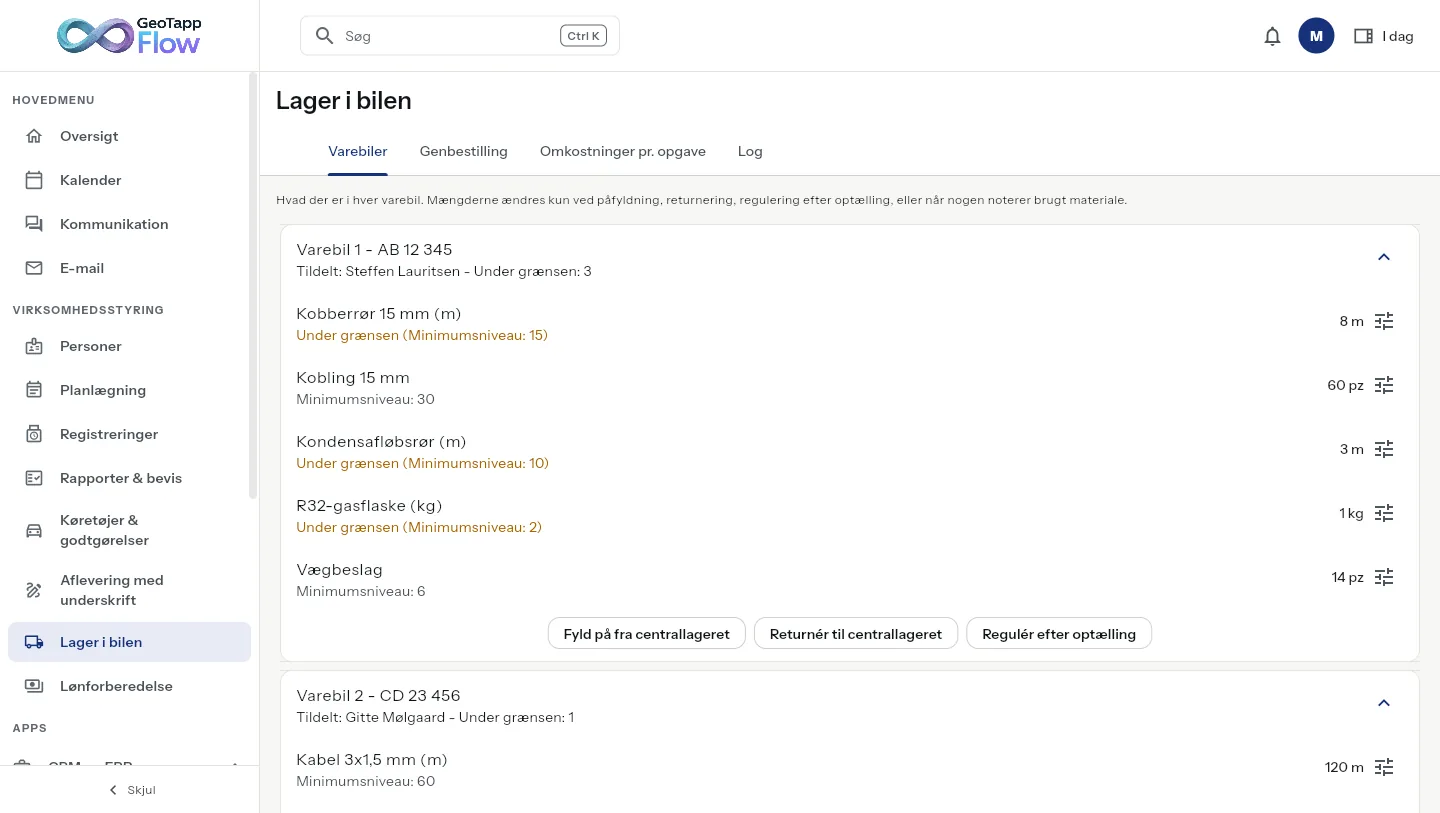 GeoTapp
Flow
Søg
Ctrl K
M
I dag
HOVEDMENU
Oversigt
Kalender
Kommunikation
E-mail
VIRKSOMHEDSSTYRING
Personer
Planlægning
Registreringer
Rapporter & bevis
Køretøjer &
godtgørelser
Aflevering med
underskrift
Lager i bilen
Lønforberedelse
APPS
Skjul
Lager i bilen
Varebiler
Genbestilling
Omkostninger pr. opgave
Log
Hvad der er i hver varebil. Mængderne ændres kun ved påfyldning, returnering, regulering efter optælling, eller når nogen noterer brugt materiale.
Varebil 1 - AB 12 345
Tildelt: Steffen Lauritsen - Under grænsen: 3
Kobberrør 15 mm (m)
Under grænsen (Minimumsniveau: 15)
8 m
Kobling 15 mm
Minimumsniveau: 30
60 pz
Kondensafløbsrør (m)
Under grænsen (Minimumsniveau: 10)
3 m
R32-gasflaske (kg)
Under grænsen (Minimumsniveau: 2)
1 kg
Vægbeslag
Minimumsniveau: 6
14 pz
Fyld på fra centrallageret
Returnér til centrallageret
Regulér efter optælling
Varebil 2 - CD 23 456
Tildelt: Gitte Mølgaard - Under grænsen: 1
Kabel 3x1,5 mm (m)
Minimumsniveau: 60
120 m